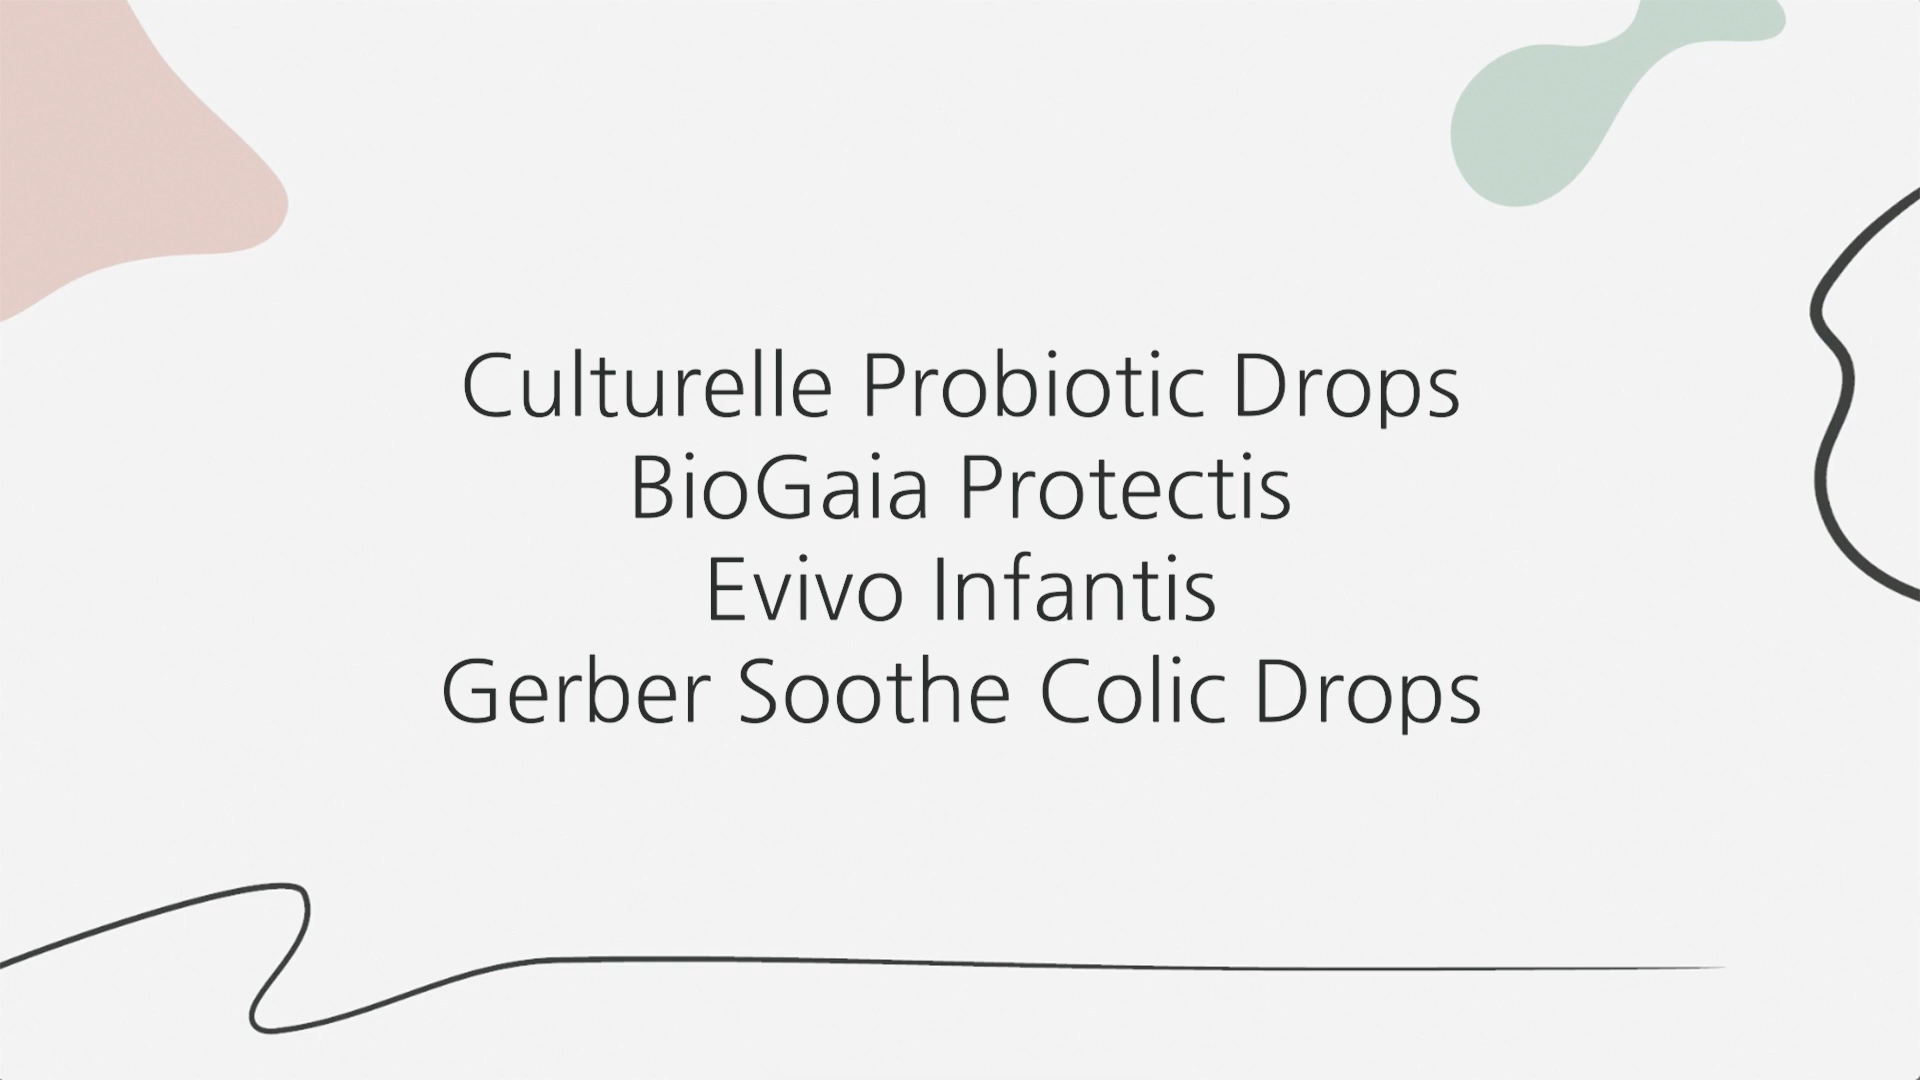 Culturelle Probiotic Drops
BioGaia Protectis
Evivo Infantis
Gerber Soothe Colic Drops